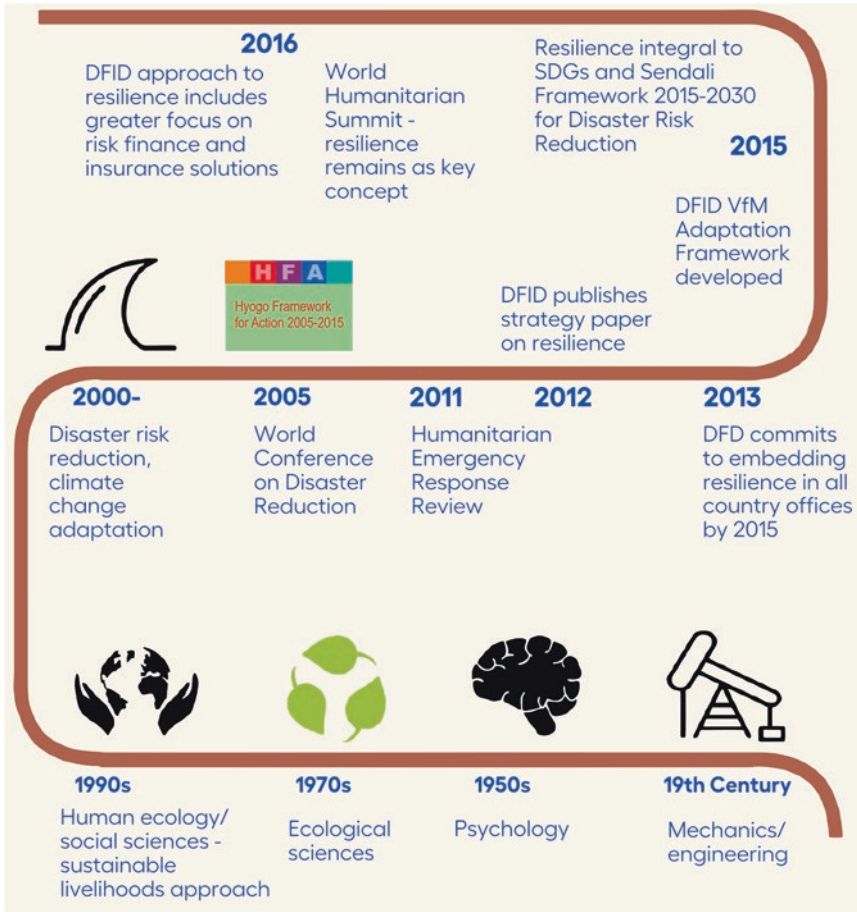 2016
DFID approach to
resilience includes
greater focus on
risk finance and
insurance solutions
World
Humanitarian
Summit -
resilience
remains as key
concept
Resilience integral to
SDGs and Sendali
Framework 2015-2030
for Disaster Risk
Reduction
2015
DFID VfM
Adaptation
Framework
developed
HFA
Hyogo Framework
for Action 2005-2015
DFID publishes
strategy paper
on resilience
2000-
Disaster risk
reduction,
climate
change
adaptation
2005
World
Conference
on Disaster
Reduction
2011
Humanitarian
Emergency
Response
Review
2012
2013
DFD commits
to embedding
resilience in all
country offices
by 2015
1990s
Human ecology/
social sciences -
sustainable
livelihoods approach
1970s
Ecological
sciences
1950s
Psychology
19th Century
Mechanics/
engineering